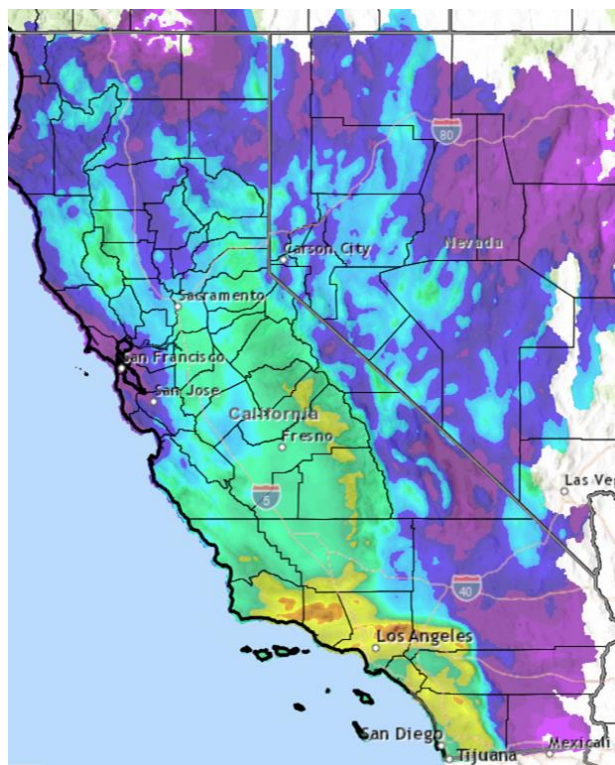 80
Carson City
Nevada
Sacramento
San Francisco
San Jose
California
Fresno
5
Las Ve
40
Los Angeles
San Diego
Mexicali
Tijuana